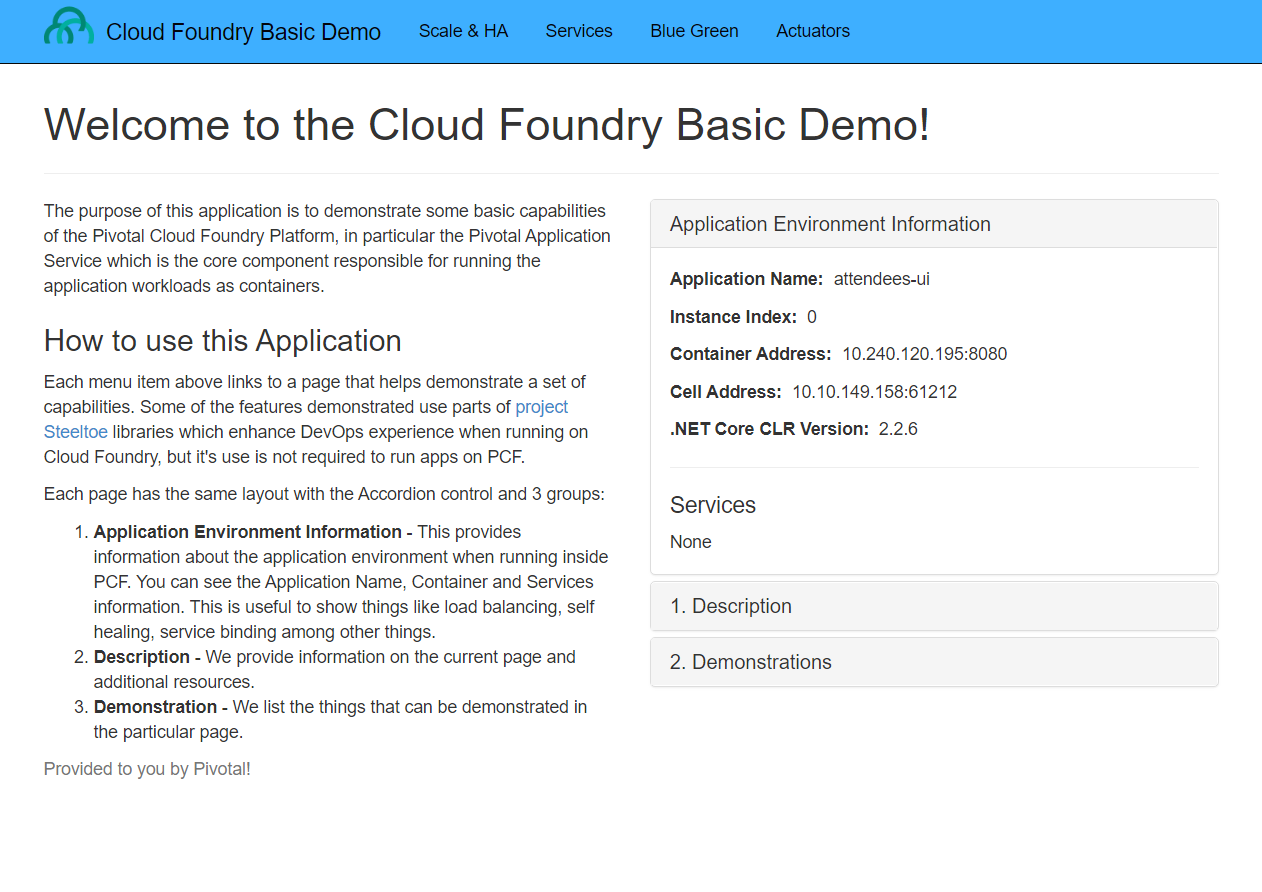 Cloud Foundry Basic Demo
Scale & HA
Services
Blue Green
Actuators
Welcome to the Cloud Foundry Basic Demo!
The purpose of this application is to demonstrate some basic capabilities
of the Pivotal Cloud Foundry Platform, in particular the Pivotal Application
Service which is the core component responsible for running the
application workloads as containers.
How to use this Application
Each menu item above links to a page that helps demonstrate a set of
capabilities. Some of the features demonstrated use parts of project
Steeltoe libraries which enhance DevOps experience when running on
Cloud Foundry, but it's use is not required to run apps on PCF.
Each page has the same layout with the Accordion control and 3 groups:
1. Application Environment Information - This provides
information about the application environment when running inside
PCF. You can see the Application Name, Container and Services
information. This is useful to show things like load balancing, self
healing, service binding among other things.
2. Description - We provide information on the current page and
additional resources.
3. Demonstration - We list the things that can be demonstrated in
the particular page.
Provided to you by Pivotal!
Application Environment Information
Application Name: attendees-ui
Instance Index: 0
Container Address: 10.240.120.195:8080
Cell Address: 10.10.149.158:61212
.NET Core CLR Version: 2.2.6
Services
None
1. Description
2. Demonstrations